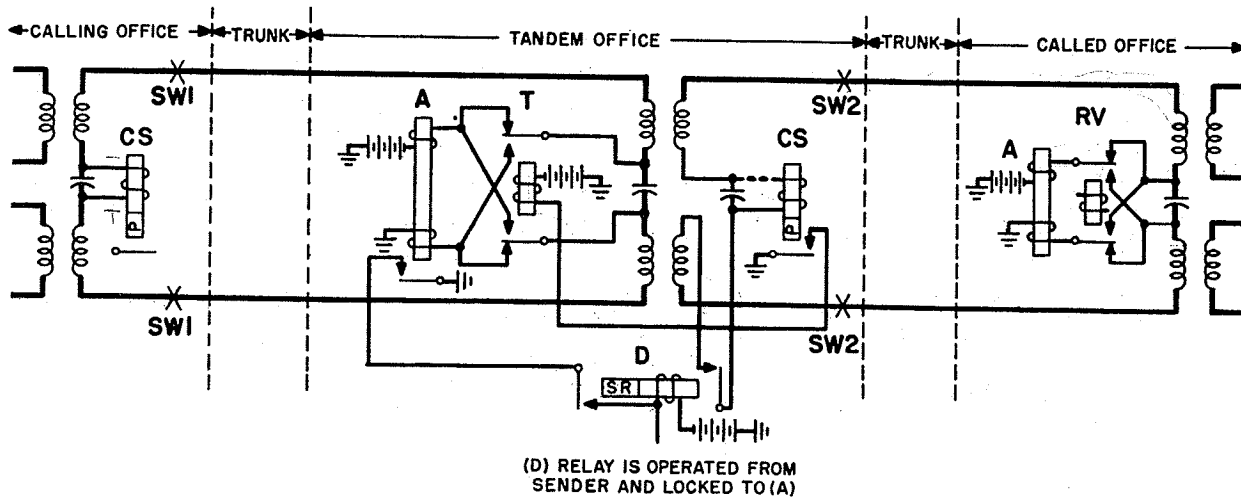 CALLING OFFICE TRUNK TANDEM OFFICE TRUNK CALLED OFFICE
SW1 SW2
A T RV
CS CS A
P P
SW1 SW2
D
SR
(D) RELAY IS OPERATED FROM
SENDER AND LOCKED TO (A)